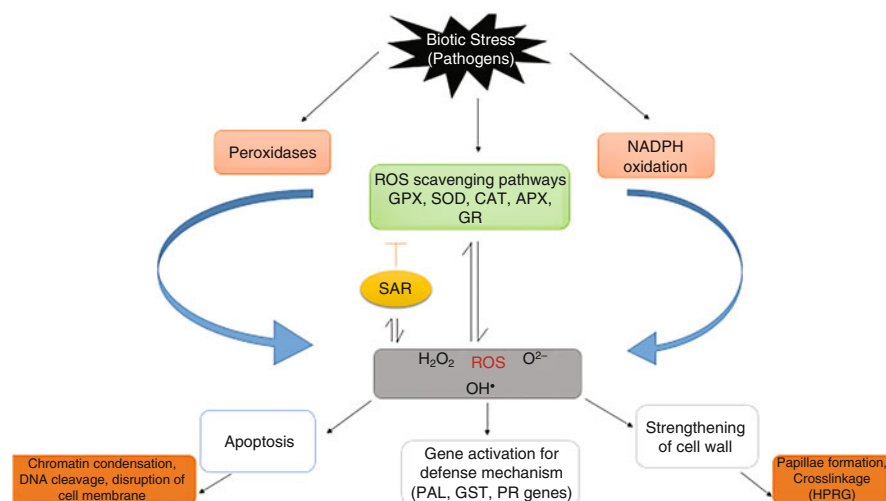 Biotic Stress
(Pathogens)
Peroxidases
NADPH
oxidation
ROS scavenging pathways
GPX, SOD, CAT, APX,
GR
SAR
H₂O₂ ROS O²⁻
OH•
Apoptosis
Gene activation for
defense mechanism
(PAL, GST, PR genes)
Strengthening
of cell wall
Chromatin condensation,
DNA cleavage, disruption of
cell membrane
Papillae formation,
Crosslinkage
(HPRG)